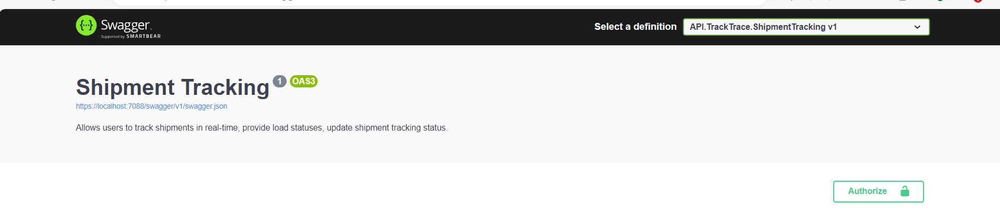 Swagger
Supported by SMARTBEAR
Select a definition
API.TrackTrace.ShipmentTracking v1
Shipment Tracking 1 OAS3
https://localhost:7088/swagger/v1/swagger.json
Allows users to track shipments in real-time, provide load statuses, update shipment tracking status.
Authorize